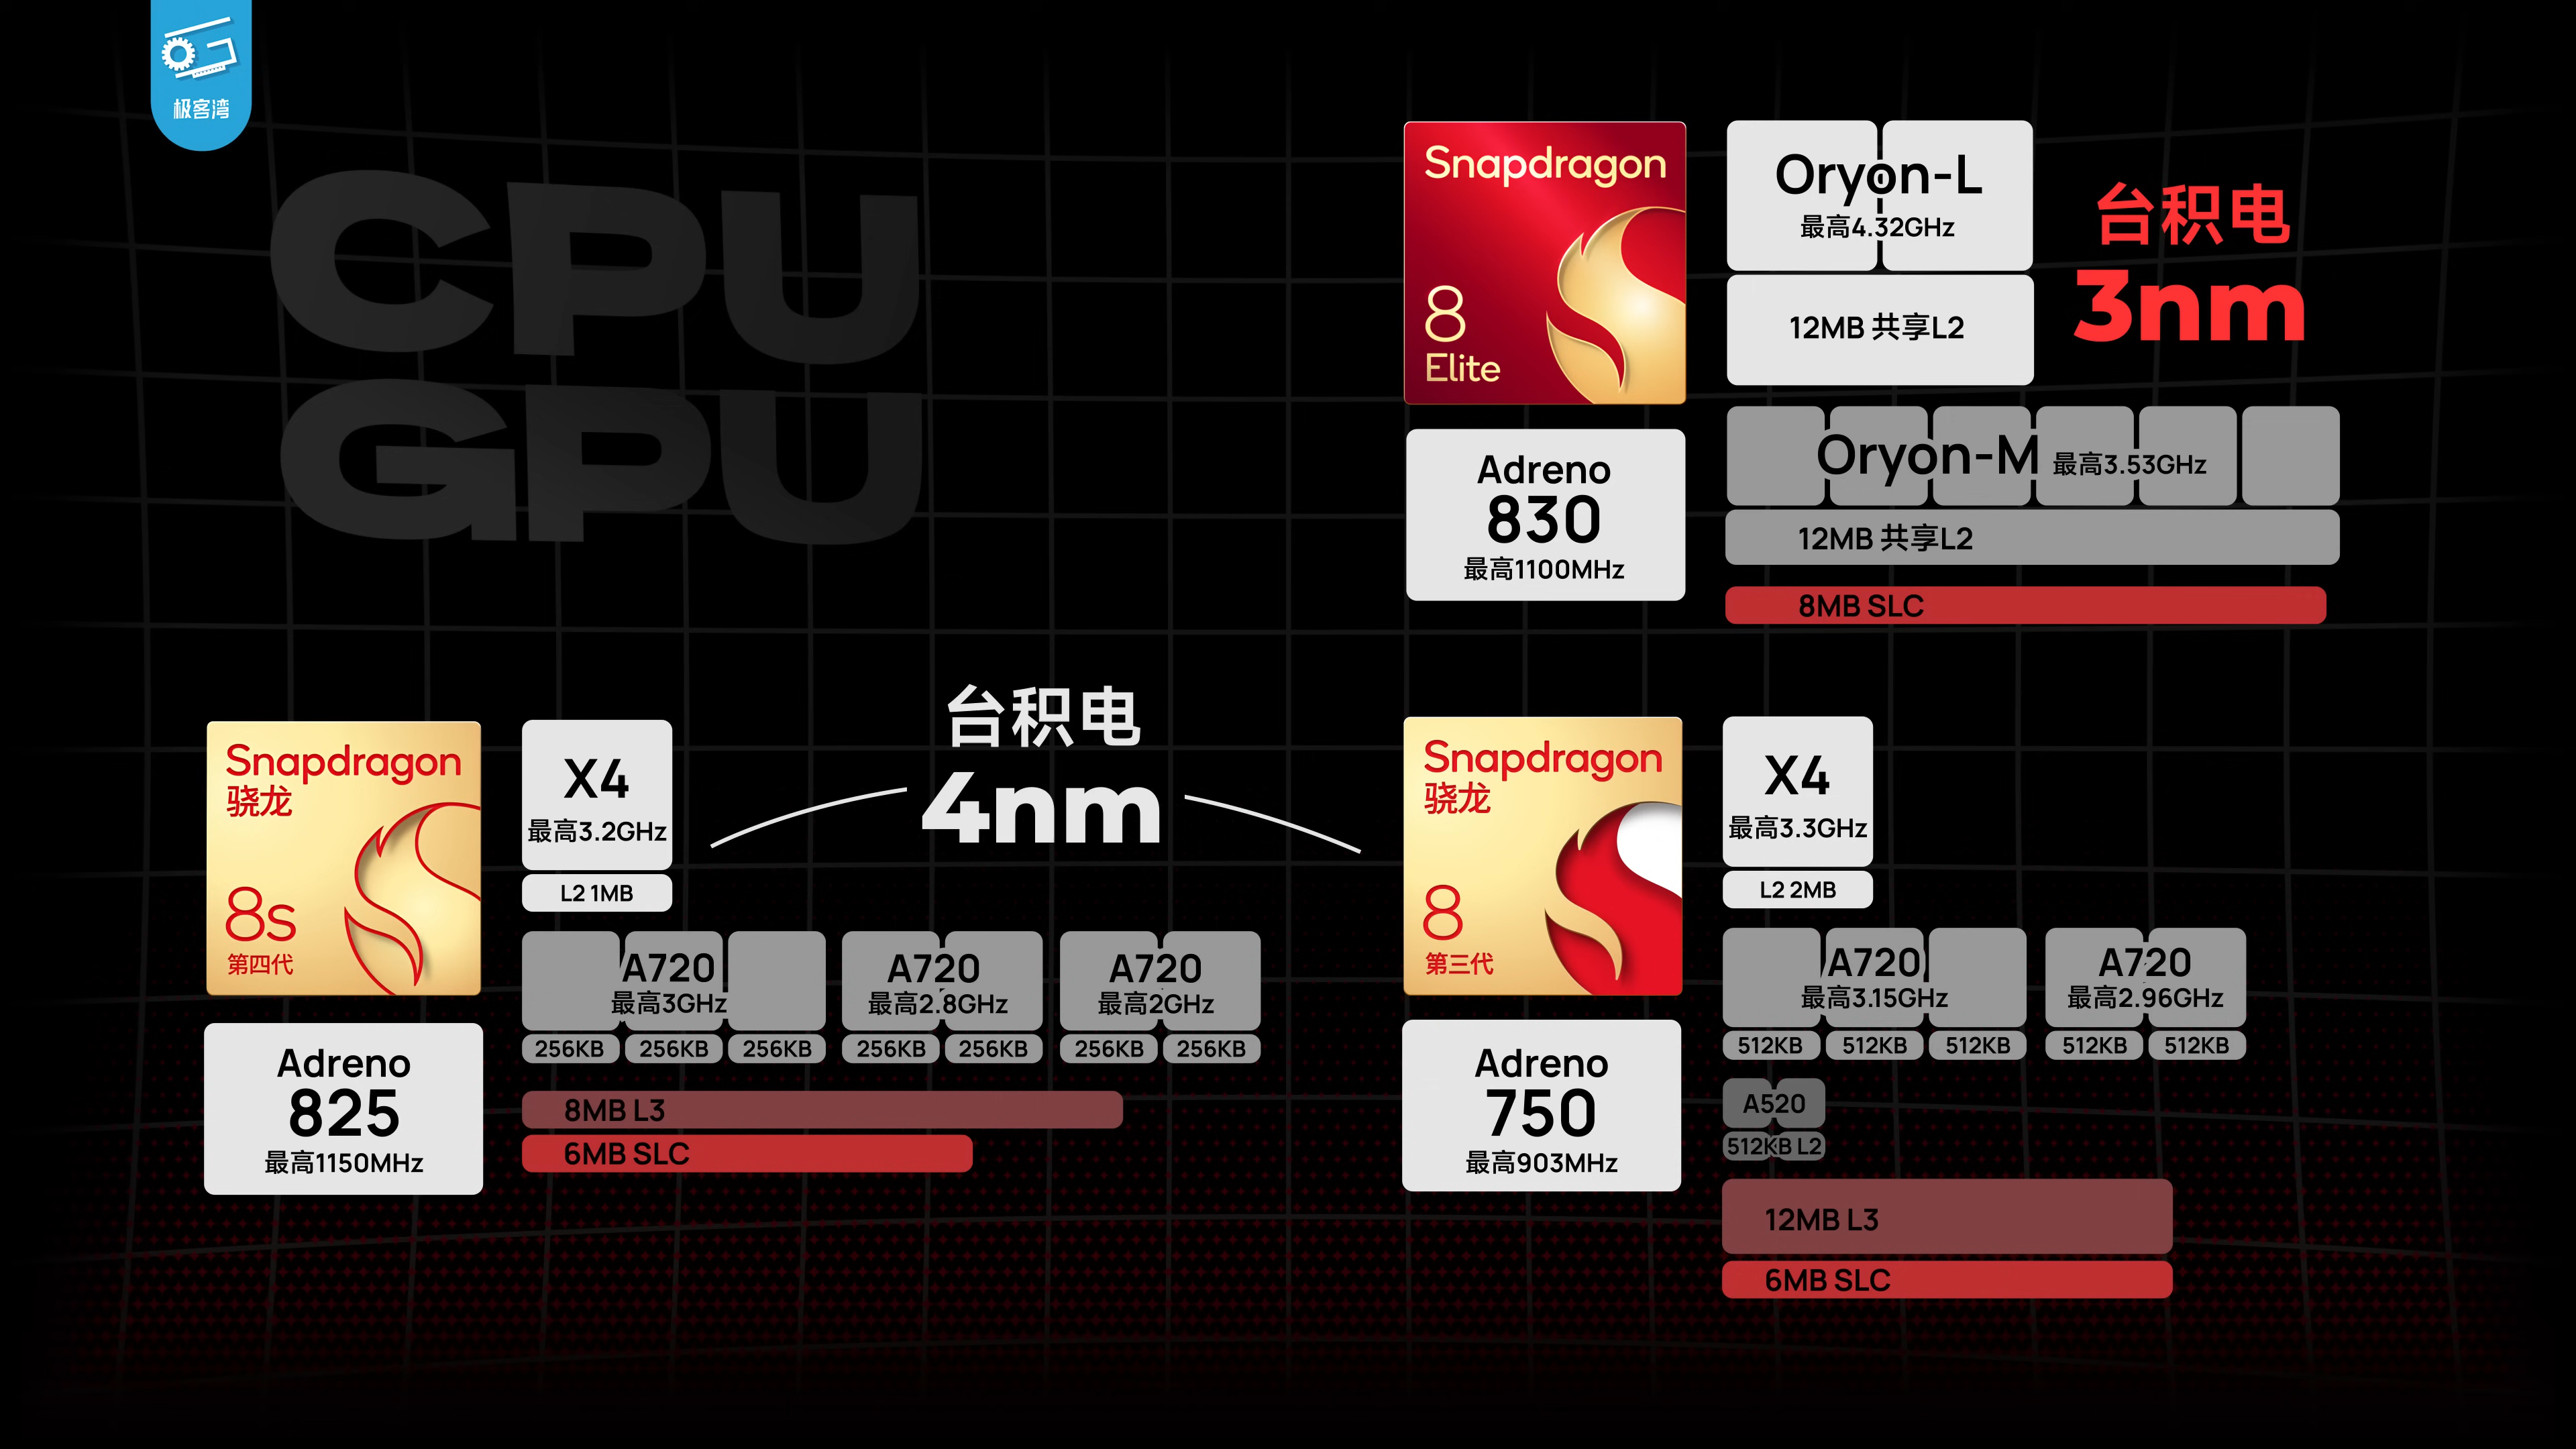 极客湾
CPU
GPU
Snapdragon
8
Elite
Oryon-L
最高4.32GHz
12MB 共享L2
台积电
3nm
Adreno
830
最高1100MHz
Oryon-M 最高3.53GHz
12MB 共享L2
8MB SLC
台积电
4nm
Snapdragon
骁龙
8s
第四代
X4
最高3.2GHz
L2 1MB
A720
最高3GHz
A720
最高2.8GHz
A720
最高2GHz
256KB 256KB 256KB 256KB 256KB 256KB 256KB
Adreno
825
最高1150MHz
8MB L3
6MB SLC
Snapdragon
骁龙
8
第三代
X4
最高3.3GHz
L2 2MB
A720
最高3.15GHz
A720
最高2.96GHz
512KB 512KB 512KB 512KB 512KB
Adreno
750
最高903MHz
A520
512KB L2
12MB L3
6MB SLC